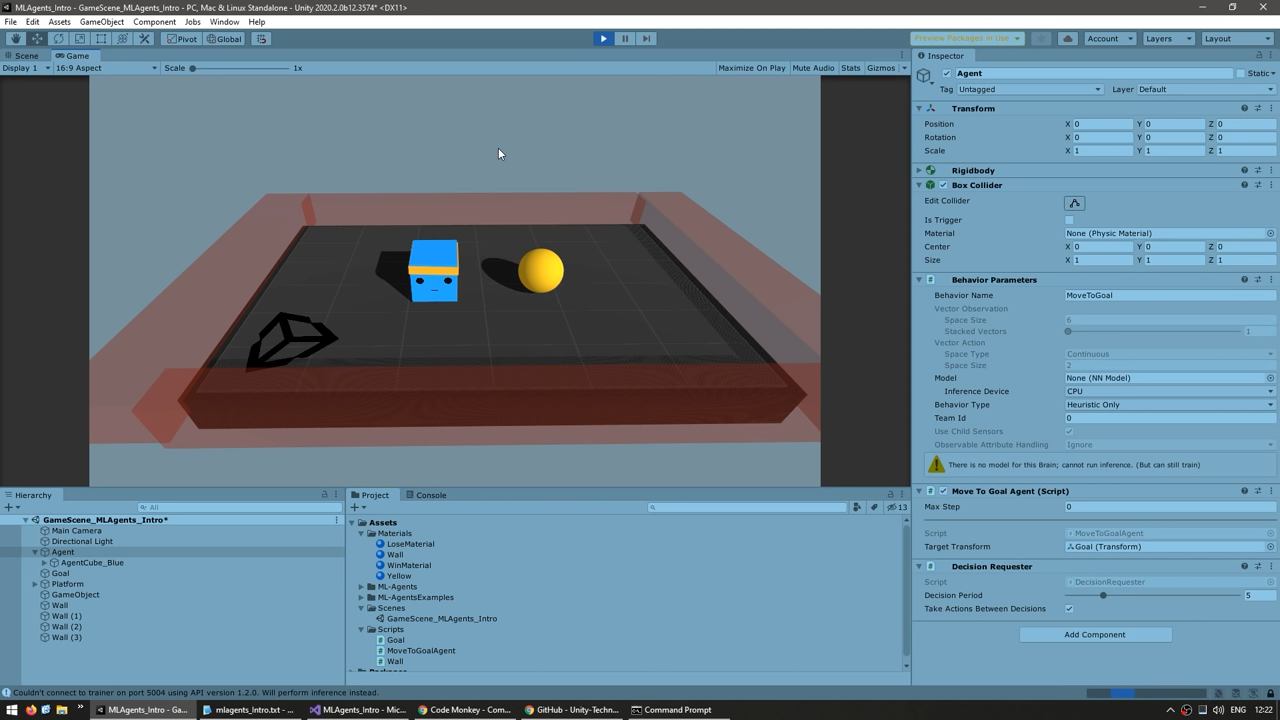 MLAgents_Intro - GameScene_MLAgents_Intro - PC, Mac & Linux Standalone - Unity 2020.2.0b12.3574* <DX11>
File Edit Assets GameObject Component Jobs Window Help
Pivot Global Preview Packages in Use Account Layers Layout
Scene Game
Display 1 16:9 Aspect Scale 1x Maximize On Play Mute Audio Stats Gizmos
Inspector
Agent Static
Tag Untagged Layer Default
Transform
Position X 0 Y 0 Z 0
Rotation X 0 Y 0 Z 0
Scale X 1 Y 1 Z 1
Rigidbody
Box Collider
Edit Collider
Is Trigger
Material None (Physic Material)
Center X 0 Y 0 Z 0
Size X 1 Y 1 Z 1
Behavior Parameters
Behavior Name MoveToGoal
Vector Observation
Space Size 6
Stacked Vectors 1
Vector Action
Space Type Continuous
Space Size 2
Model None (NN Model)
Inference Device CPU
Behavior Type Heuristic Only
Team Id 0
Use Child Sensors
Observable Attribute Handling Ignore
There is no model for this Brain; cannot run inference. (But can still train)
Move To Goal Agent (Script)
Max Step 0
Script MoveToGoalAgent
Target Transform Goal (Transform)
Decision Requester
Script DecisionRequester
Decision Period 5
Take Actions Between Decisions
Add Component
Hierarchy
All
GameScene_MLAgents_Intro*
Main Camera
Directional Light
Agent
AgentCube_Blue
Goal
Platform
GameObject
Wall
Wall (1)
Wall (2)
Wall (3)
Project Console
13
Assets
Materials
LoseMaterial
Wall
WinMaterial
Yellow
ML-Agents
ML-AgentsExamples
Scenes
GameScene_MLAgents_Intro
Scripts
Goal
MoveToGoalAgent
Wall
Couldn't connect to trainer on port 5004 using API version 1.2.0. Will perform inference instead.
MLAgents_Intro - Ga... mlagents_intro.txt - ... MLAgents_Intro - Mic... Code Monkey - Com... GitHub - Unity-Techn... Command Prompt ENG 12:22